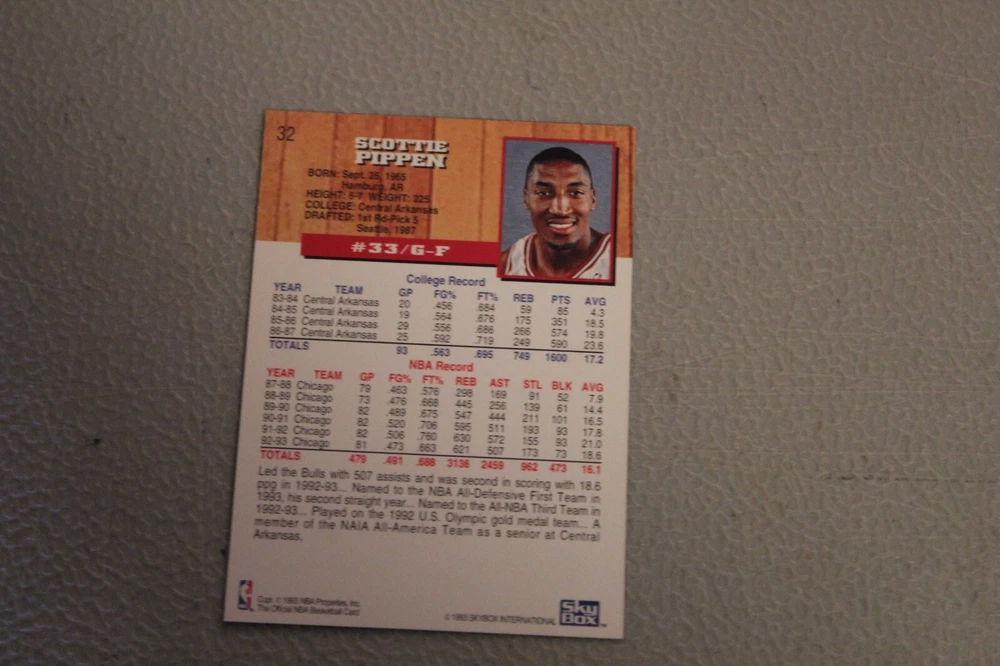 32
SCOTTIE
PIPPEN
BORN: Sept. 25, 1965
Hamburg, AR
HEIGHT: 6-7 WEIGHT: 225
COLLEGE: Central Arkansas
DRAFTED: 1st Rd-Pick 5
Seattle, 1987
#33/G-F
College Record
YEAR TEAM GP FG% FT% REB PTS AVG
83-84 Central Arkansas 20 .456 .684 59 85 4.3
84-85 Central Arkansas 19 .564 .676 175 351 18.5
85-86 Central Arkansas 29 .556 .686 266 574 19.8
86-87 Central Arkansas 25 .592 .719 249 590 23.6
TOTALS 93 .563 .695 749 1600 17.2
NBA Record
YEAR TEAM GP FG% FT% REB AST STL BLK AVG
87-88 Chicago 79 .463 .576 298 169 91 52 7.9
88-89 Chicago 73 .476 .668 445 256 139 61 14.4
89-90 Chicago 82 .489 .675 547 444 211 101 16.5
90-91 Chicago 82 .520 .706 595 511 193 93 17.8
91-92 Chicago 82 .506 .760 630 572 155 93 21.0
92-93 Chicago 81 .473 .663 621 507 173 73 18.6
TOTALS 479 .491 .688 3136 2459 962 473 16.1
Led the Bulls with 507 assists and was second in scoring with 18.6
ppg in 1992-93... Named to the NBA All-Defensive First Team in
1993, his second straight year... Named to the All-NBA Third Team in
1992-93... Played on the 1992 U.S. Olympic gold medal team... A
member of the NAIA All-America Team as a senior at Central
Arkansas.
Copr. © 1993 NBA Properties, Inc.
The Official NBA Basketball Card
© 1993 SKYBOX INTERNATIONAL
SkyBox™